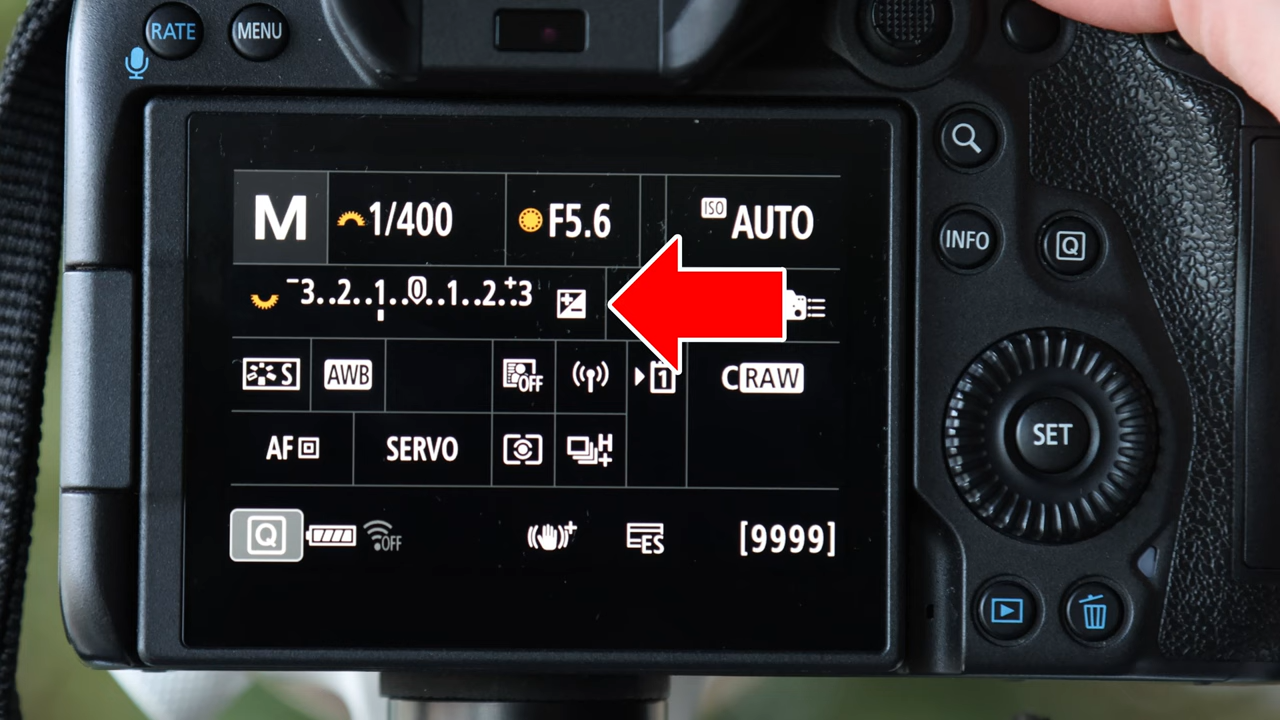 RATE MENU
M 1/400 F5.6 ISO AUTO
INFO Q
-3..2..1..0..1..2..+3
S AWB OFF 1 CRAW
AF SERVO H+
SET
Q OFF + ES [9999]